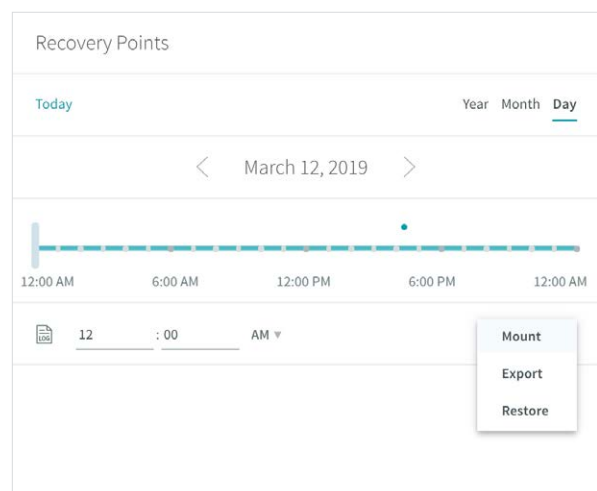 Recovery Points
Today Year Month Day
March 12, 2019
12:00 AM 6:00 AM 12:00 PM 6:00 PM 12:00 AM
LOG 12 : 00 AM
Mount
Export
Restore